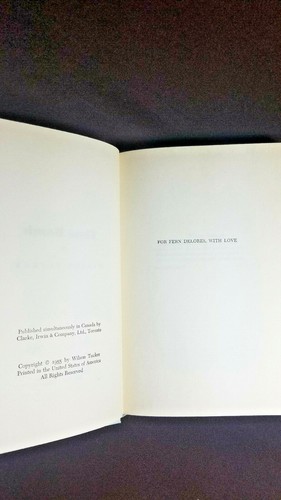 Published simultaneously in Canada by
Clarke, Irwin & Company, Ltd., Toronto
Copyright © 1955 by Wilson Tucker
Printed in the United States of America
All Rights Reserved
FOR FERN DELORES, WITH LOVE